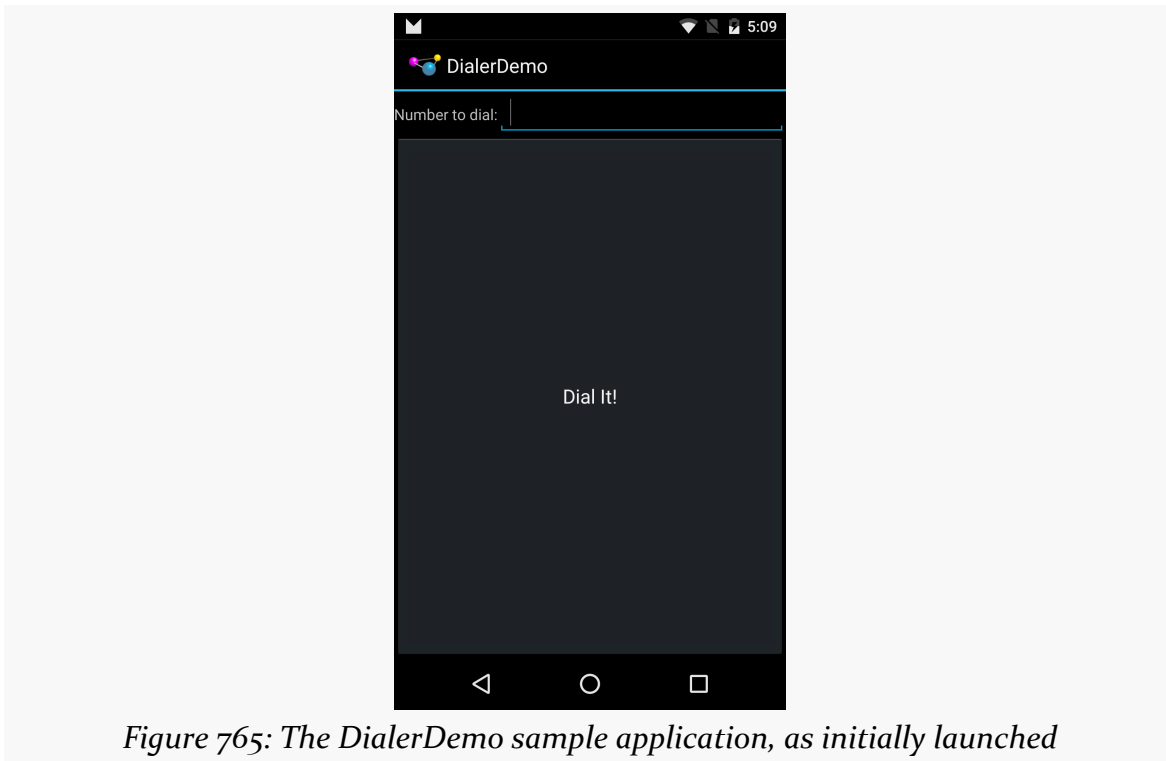 5:09
DialerDemo
Number to dial:
Dial It!
Figure 765: The DialerDemo sample application, as initially launched